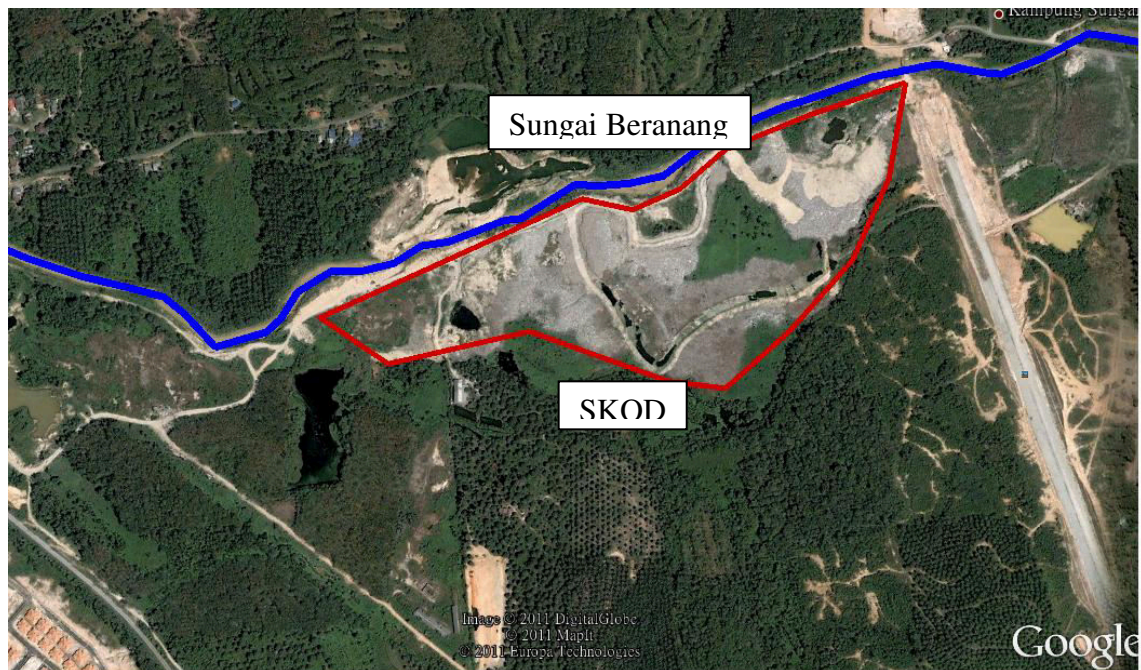 Kampung Sungai
Sungai Beranang
SKOD
Image © 2011 DigitalGlobe
© 2011 MapIt
© 2011 Europa Technologies
Google